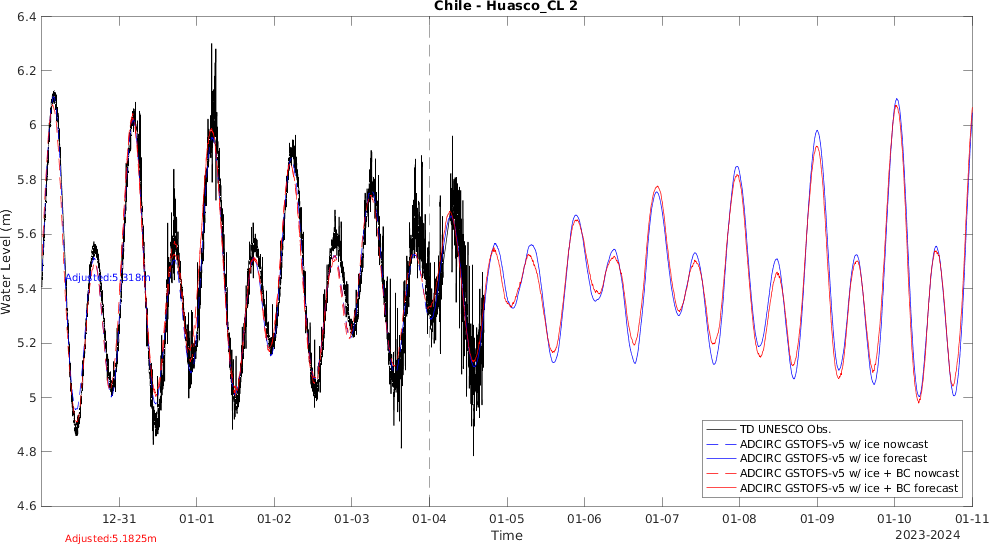 Chile - Huasco_CL 2
Water Level (m)
6.4
6.2
6
5.8
5.6
5.4
5.2
5
4.8
4.6
Adjusted:5.318m
TD UNESCO Obs.
ADCIRC GSTOFS-v5 w/ ice nowcast
ADCIRC GSTOFS-v5 w/ ice forecast
ADCIRC GSTOFS-v5 w/ ice + BC nowcast
ADCIRC GSTOFS-v5 w/ ice + BC forecast
12-31 01-01 01-02 01-03 01-04 01-05 01-06 01-07 01-08 01-09 01-10 01-11
Adjusted:5.1825m
Time
2023-2024